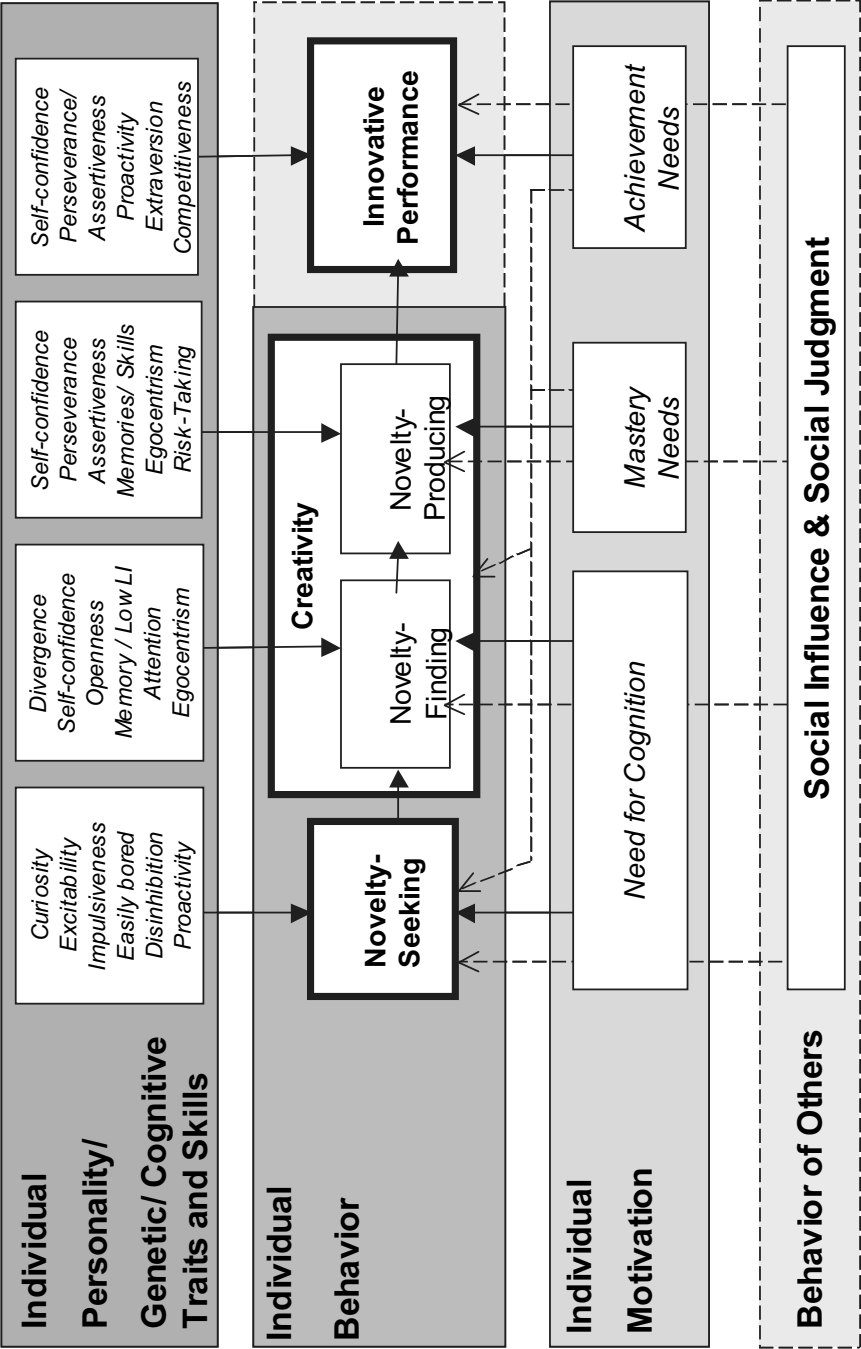 Individual
Personality/
Genetic/ Cognitive
Traits and Skills
Curiosity
Excitability
Impulsiveness
Easily bored
Disinhibition
Proactivity
Divergence
Self-confidence
Openness
Memory / Low LI
Attention
Egocentrism
Self-confidence
Perseverance
Assertiveness
Memories/ Skills
Egocentrism
Risk-Taking
Self-confidence
Perseverance/
Assertiveness
Proactivity
Extraversion
Competitiveness
Individual
Behavior
Novelty-
Seeking
Creativity
Novelty-
Finding
Novelty-
Producing
Innovative
Performance
Individual
Motivation
Need for Cognition
Mastery
Needs
Achievement
Needs
Behavior of Others
Social Influence & Social Judgment